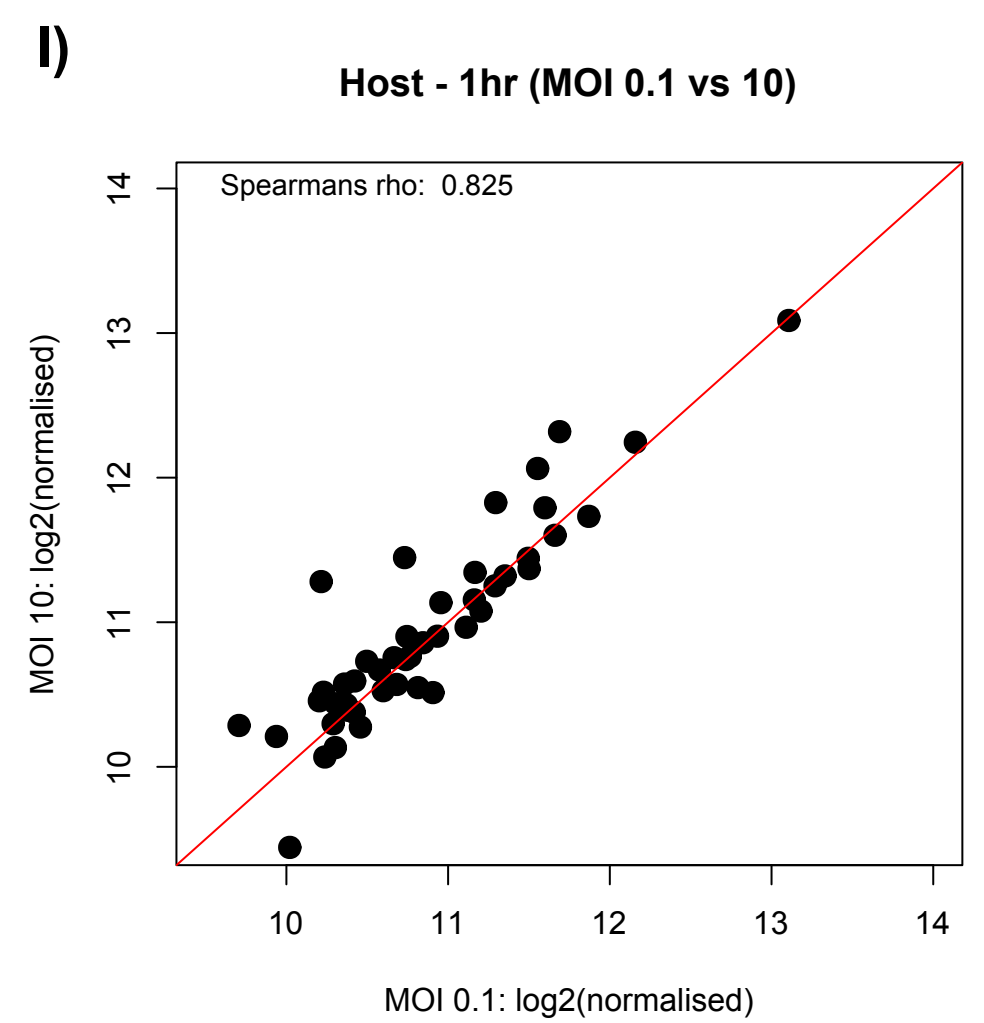 I)
Host - 1hr (MOI 0.1 vs 10)
Spearmans rho: 0.825
14
13
12
11
10
MOI 10: log2(normalised)
10 11 12 13 14
MOI 0.1: log2(normalised)